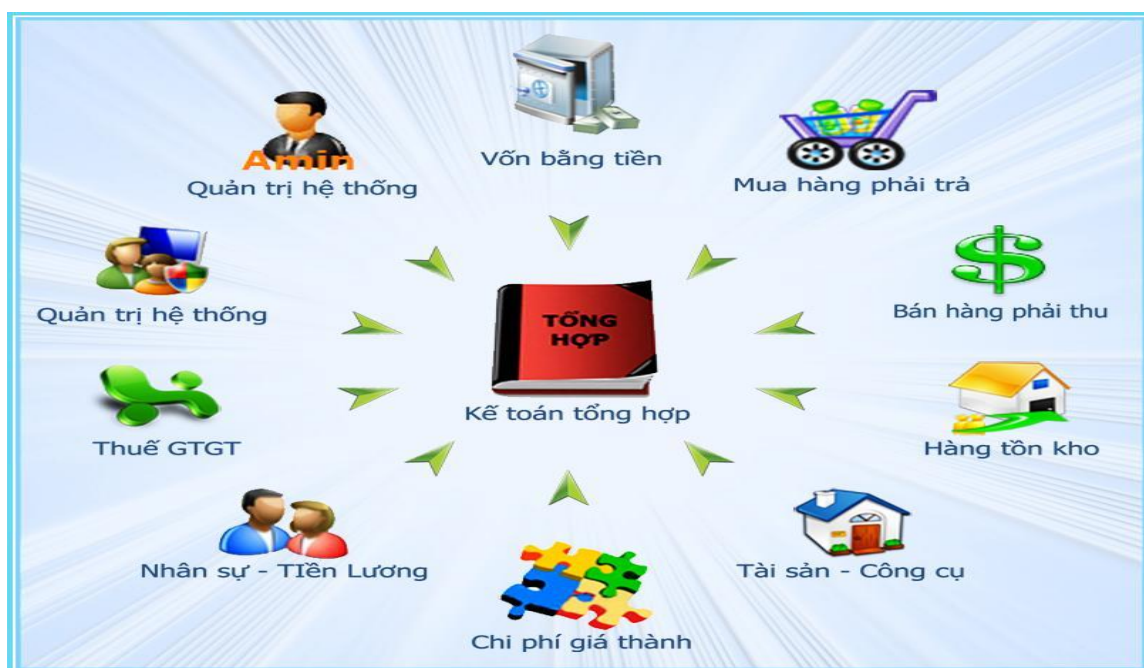 Vốn bằng tiền
Amin
Quản trị hệ thống
Mua hàng phải trả
Quản trị hệ thống
Bán hàng phải thu
TỔNG
HỢP
Kế toán tổng hợp
Thuế GTGT
Hàng tồn kho
Nhân sự - TIền Lương
Tài sản - Công cụ
Chi phí giá thành